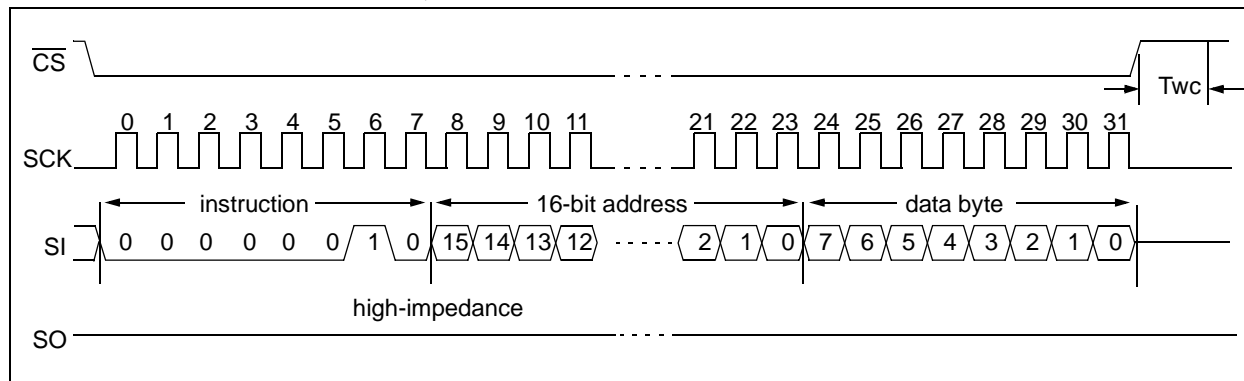 CS
Twc
0 1 2 3 4 5 6 7 8 9 10 11 21 22 23 24 25 26 27 28 29 30 31
SCK
instruction 16-bit address data byte
SI 0 0 0 0 0 0 1 0 15 14 13 12 2 1 0 7 6 5 4 3 2 1 0
high-impedance
SO